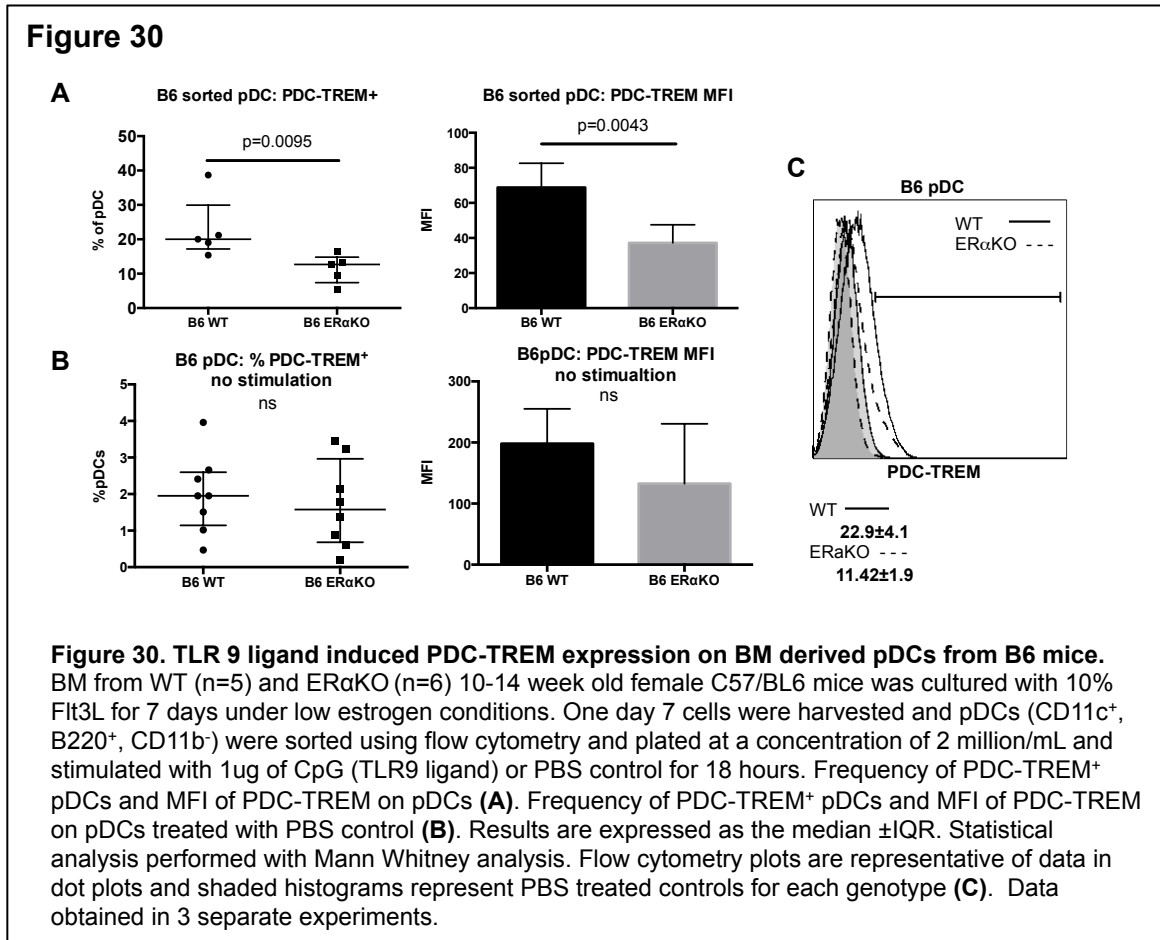 Figure 30
A
B6 sorted pDC: PDC-TREM+
p=0.0095
50
40
30
20
10
0
% of pDC
B6 WT
B6 ERαKO
B6 sorted pDC: PDC-TREM MFI
p=0.0043
100
80
60
40
20
0
MFI
B6 WT
B6 ERαKO
B
B6 pDC: % PDC-TREM⁺
no stimulation
ns
5
4
3
2
1
0
%pDCs
B6 WT
B6 ERαKO
B6pDC: PDC-TREM MFI
no stimualtion
ns
300
200
100
0
MFI
B6 WT
B6 ERαKO
C
B6 pDC
WT
ERαKO
PDC-TREM
WT
22.9±4.1
ERaKO
11.42±1.9
Figure 30. TLR 9 ligand induced PDC-TREM expression on BM derived pDCs from B6 mice.
BM from WT (n=5) and ERαKO (n=6) 10-14 week old female C57/BL6 mice was cultured with 10%
Flt3L for 7 days under low estrogen conditions. One day 7 cells were harvested and pDCs (CD11c⁺,
B220⁺, CD11b⁻) were sorted using flow cytometry and plated at a concentration of 2 million/mL and
stimulated with 1ug of CpG (TLR9 ligand) or PBS control for 18 hours. Frequency of PDC-TREM⁺
pDCs and MFI of PDC-TREM on pDCs (A). Frequency of PDC-TREM⁺ pDCs and MFI of PDC-TREM
on pDCs treated with PBS control (B). Results are expressed as the median ±IQR. Statistical
analysis performed with Mann Whitney analysis. Flow cytometry plots are representative of data in
dot plots and shaded histograms represent PBS treated controls for each genotype (C). Data
obtained in 3 separate experiments.